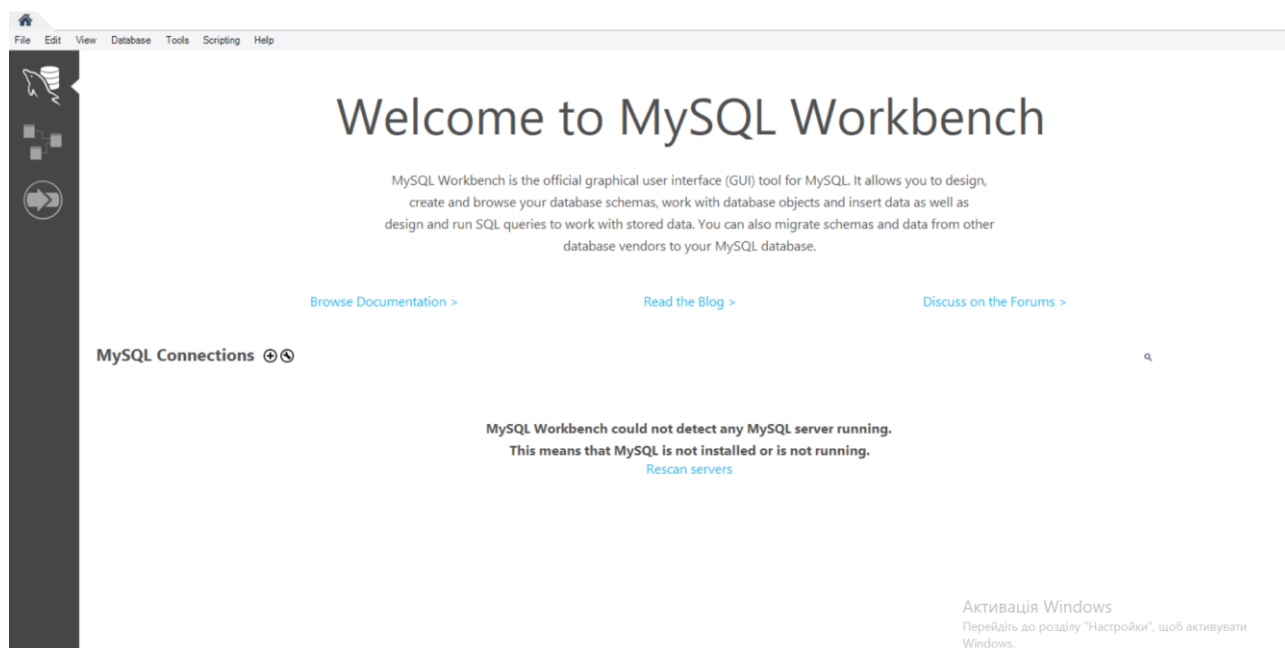 File Edit View Database Tools Scripting Help
Welcome to MySQL Workbench
MySQL Workbench is the official graphical user interface (GUI) tool for MySQL. It allows you to design,
create and browse your database schemas, work with database objects and insert data as well as
design and run SQL queries to work with stored data. You can also migrate schemas and data from other
database vendors to your MySQL database.
Browse Documentation > Read the Blog > Discuss on the Forums >
MySQL Connections
MySQL Workbench could not detect any MySQL server running.
This means that MySQL is not installed or is not running.
Rescan servers
Активація Windows
Перейдіть до розділу "Настройки", щоб активувати
Windows.